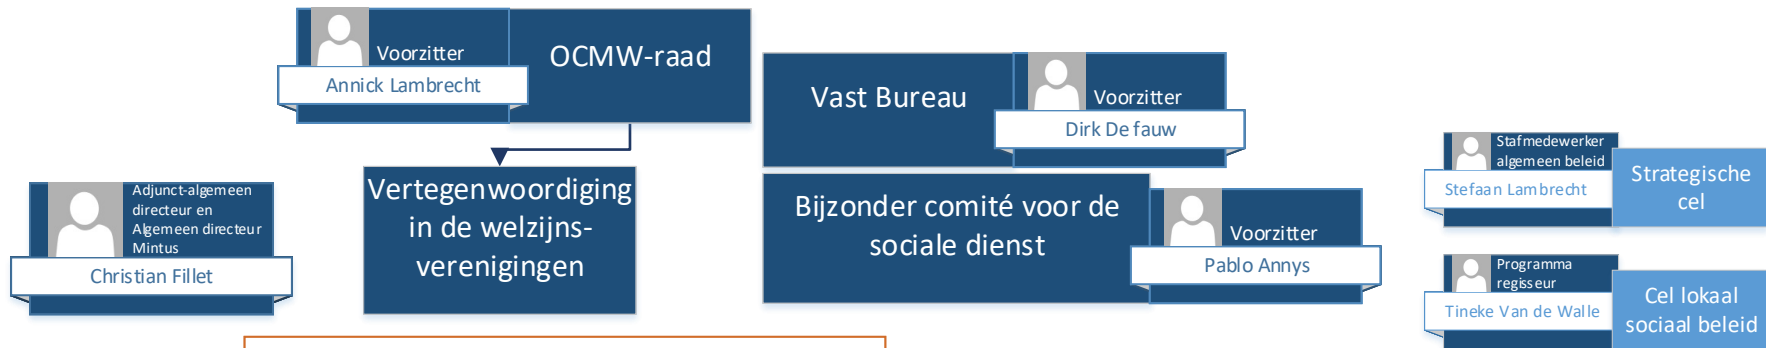 Voorzitter
Annick Lambrecht
OCMW-raad
Vast Bureau
Voorzitter
Dirk De fauw
Vertegenwoordiging
in de welzijns-
verenigingen
Bijzonder comité voor de
sociale dienst
Voorzitter
Pablo Annys
Adjunct-algemeen
directeur en
Algemeen directeur
Mintus
Christian Fillet
Stafmedewerker
algemeen beleid
Stefaan Lambrecht
Strategische
cel
Programma
regisseur
Tineke Van de Walle
Cel lokaal
sociaal beleid